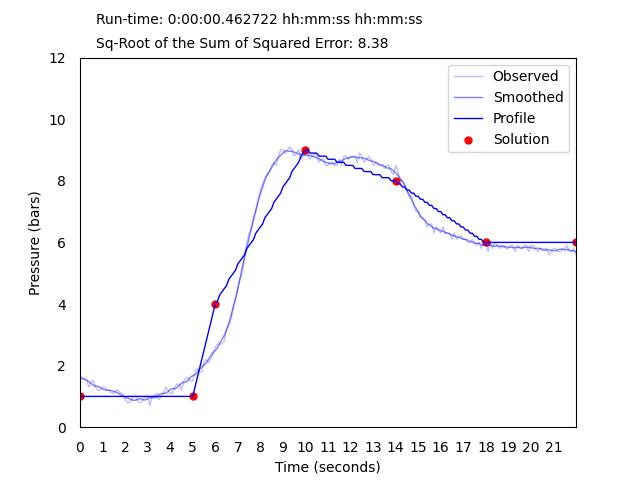 Run-time: 0:00:00.462722 hh:mm:ss hh:mm:ss
Sq-Root of the Sum of Squared Error: 8.38
12
10
8
6
4
2
0
Pressure (bars)
Observed
Smoothed
Profile
Solution
0 1 2 3 4 5 6 7 8 9 10 11 12 13 14 15 16 17 18 19 20 21
Time (seconds)